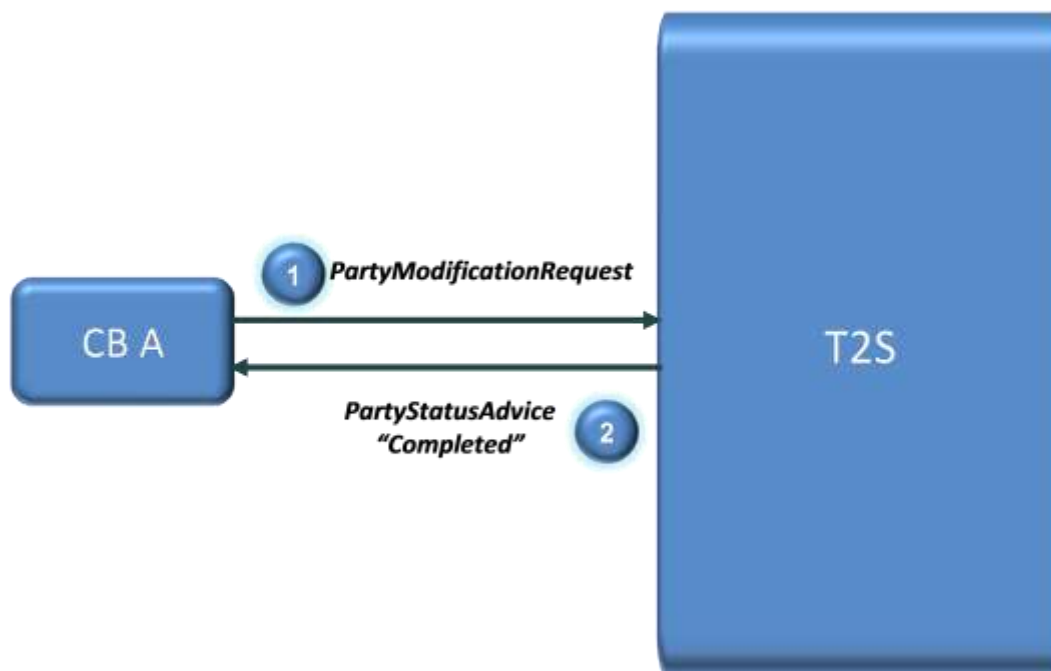 1
PartyModificationRequest
CB A
T2S
PartyStatusAdvice
“Completed”
2